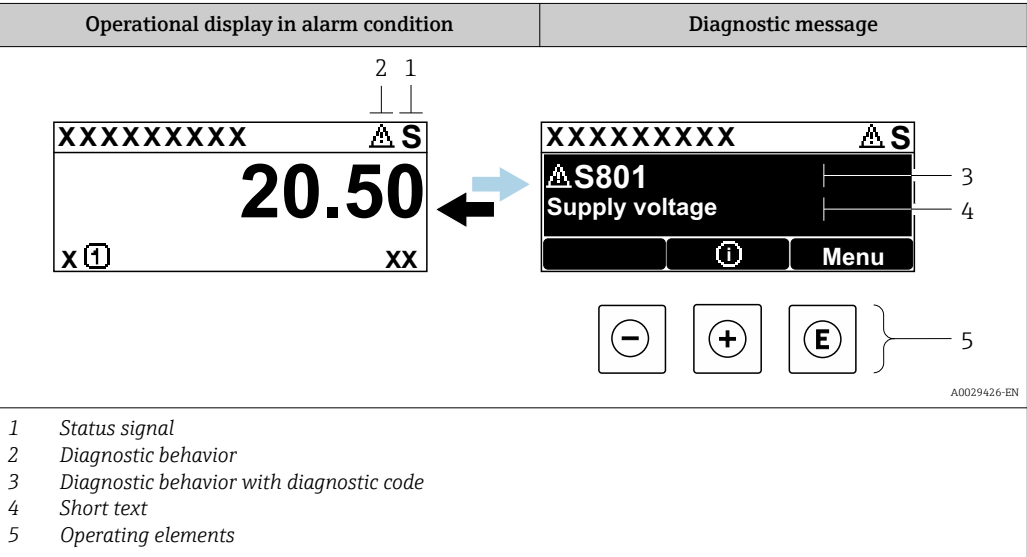 Operational display in alarm condition
Diagnostic message
2 1
XXXXXXXXX ⚠ S
20.50
X 1 XX
XXXXXXXXX ⚠ S
⚠S801
Supply voltage
i Menu
3
4
- + E
5
A0029426-EN
1 Status signal
2 Diagnostic behavior
3 Diagnostic behavior with diagnostic code
4 Short text
5 Operating elements